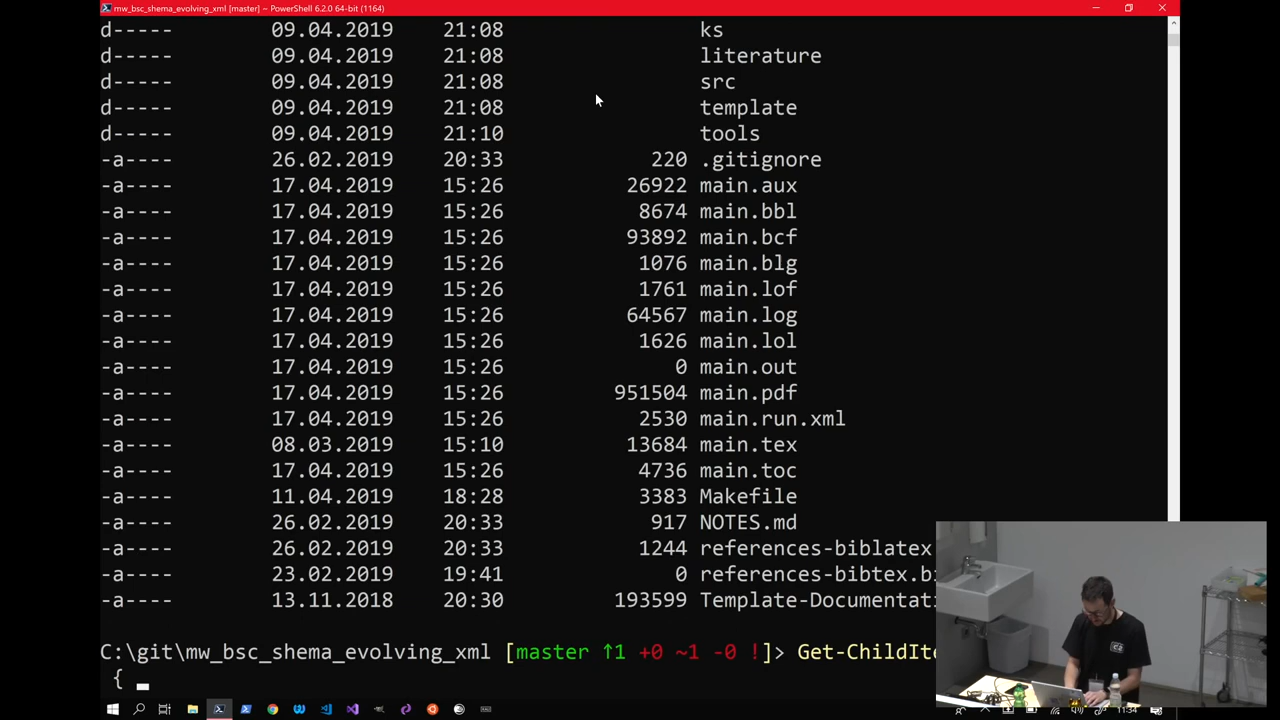 mw_bsc_shema_evolving_xml [master] ~ PowerShell 6.2.0 64-bit (1164)
d----- 09.04.2019 21:08 ks
d----- 09.04.2019 21:08 literature
d----- 09.04.2019 21:08 src
d----- 09.04.2019 21:08 template
d----- 09.04.2019 21:10 tools
-a---- 26.02.2019 20:33 220 .gitignore
-a---- 17.04.2019 15:26 26922 main.aux
-a---- 17.04.2019 15:26 8674 main.bbl
-a---- 17.04.2019 15:26 93892 main.bcf
-a---- 17.04.2019 15:26 1076 main.blg
-a---- 17.04.2019 15:26 1761 main.lof
-a---- 17.04.2019 15:26 64567 main.log
-a---- 17.04.2019 15:26 1626 main.lol
-a---- 17.04.2019 15:26 0 main.out
-a---- 17.04.2019 15:26 951504 main.pdf
-a---- 17.04.2019 15:26 2530 main.run.xml
-a---- 08.03.2019 15:10 13684 main.tex
-a---- 17.04.2019 15:26 4736 main.toc
-a---- 11.04.2019 18:28 3383 Makefile
-a---- 26.02.2019 20:33 917 NOTES.md
-a---- 26.02.2019 20:33 1244 references-biblatex
-a---- 23.02.2019 19:41 0 references-bibtex.bi
-a---- 13.11.2018 20:30 193599 Template-Documentati
C:\git\mw_bsc_shema_evolving_xml [master ↑1 +0 ~1 -0 !]> Get-ChildIte
{
11:34